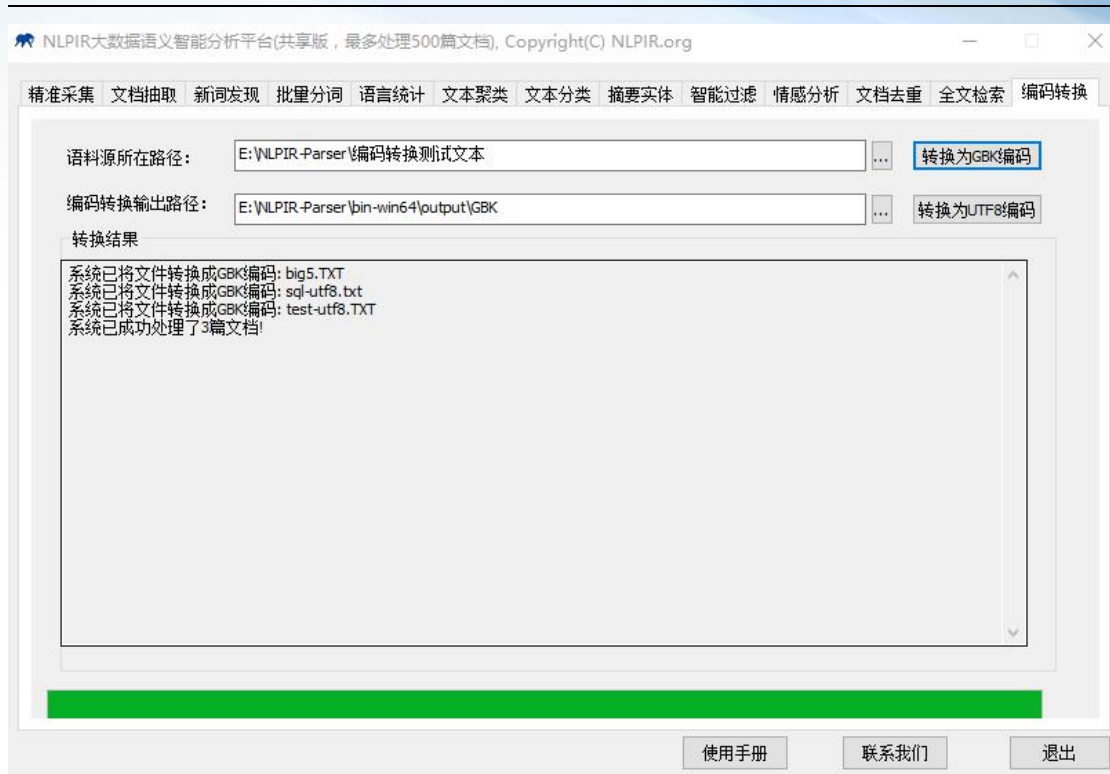 NLPIR大数据语义智能分析平台(共享版，最多处理500篇文档), Copyright(C) NLPIR.org
精准采集 文档抽取 新词发现 批量分词 语言统计 文本聚类 文本分类 摘要实体 智能过滤 情感分析 文档去重 全文检索 编码转换
语料源所在路径： E:\NLPIR-Parser\编码转换测试文本 ... 转换为GBK编码
编码转换输出路径： E:\NLPIR-Parser\bin-win64\output\GBK ... 转换为UTF8编码
转换结果
系统已将文件转换成GBK编码: big5.TXT
系统已将文件转换成GBK编码: sql-utf8.txt
系统已将文件转换成GBK编码: test-utf8.TXT
系统已成功处理了3篇文档!
使用手册 联系我们 退出